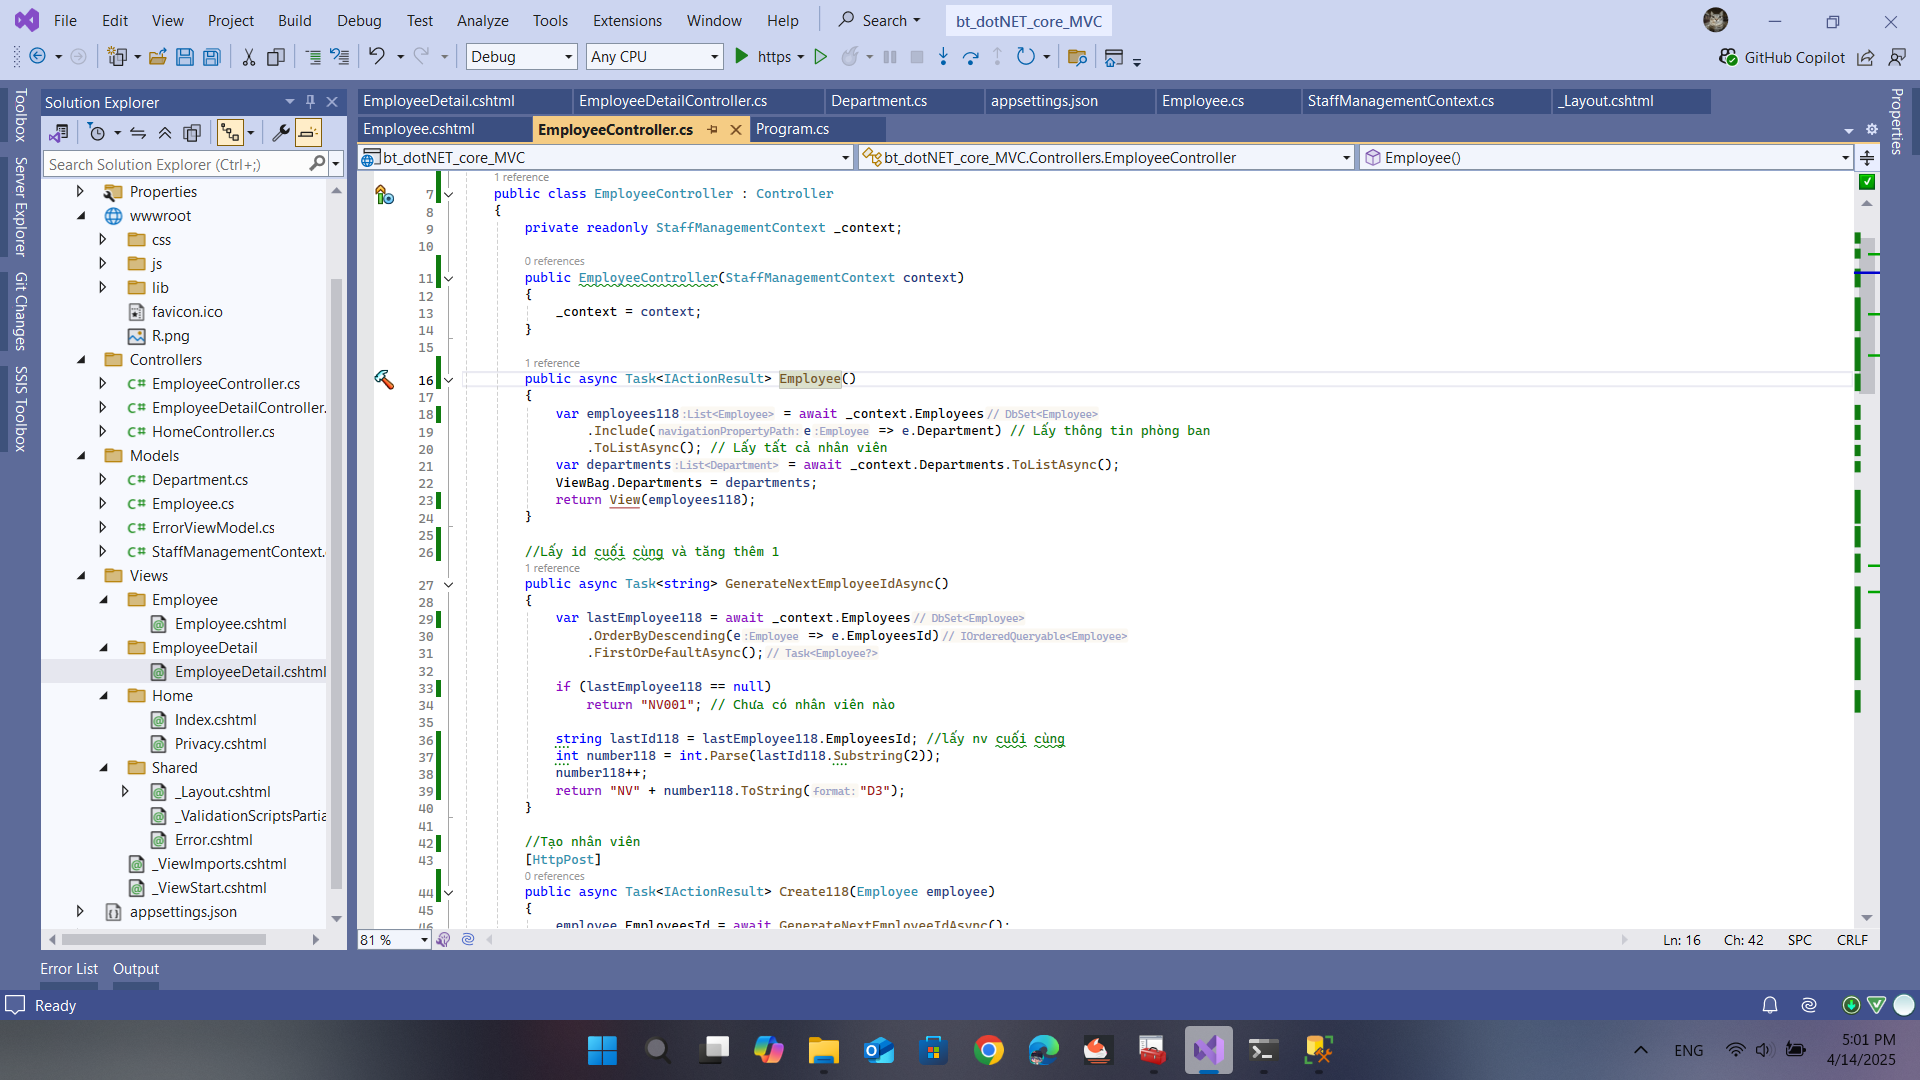 File Edit View Project Build Debug Test Analyze Tools Extensions Window Help Search bt_dotNET_core_MVC
Debug Any CPU https GitHub Copilot
Toolbox
Server Explorer
Git Changes
SSIS Toolbox
Solution Explorer
Search Solution Explorer (Ctrl+;)
Properties
wwwroot
css
js
lib
favicon.ico
R.png
Controllers
C# EmployeeController.cs
C# EmployeeDetailController.
C# HomeController.cs
Models
C# Department.cs
C# Employee.cs
C# ErrorViewModel.cs
C# StaffManagementContext.
Views
Employee
Employee.cshtml
EmployeeDetail
EmployeeDetail.cshtml
Home
Index.cshtml
Privacy.cshtml
Shared
_Layout.cshtml
_ValidationScriptsPartia
Error.cshtml
_ViewImports.cshtml
_ViewStart.cshtml
appsettings.json
EmployeeDetail.cshtml EmployeeDetailController.cs Department.cs appsettings.json Employee.cs StaffManagementContext.cs _Layout.cshtml
Employee.cshtml EmployeeController.cs Program.cs
bt_dotNET_core_MVC bt_dotNET_core_MVC.Controllers.EmployeeController Employee()
1 reference
7 public class EmployeeController : Controller
8 {
9 private readonly StaffManagementContext _context;
10
0 references
11 public EmployeeController(StaffManagementContext context)
12 {
13 _context = context;
14 }
15
1 reference
16 public async Task<IActionResult> Employee()
17 {
18 var employees118 :List<Employee> = await _context.Employees // DbSet<Employee>
19 .Include( navigationPropertyPath: e :Employee => e.Department) // Lấy thông tin phòng ban
20 .ToListAsync(); // Lấy tất cả nhân viên
21 var departments :List<Department> = await _context.Departments.ToListAsync();
22 ViewBag.Departments = departments;
23 return View(employees118);
24 }
25
26 //Lấy id cuối cùng và tăng thêm 1
1 reference
27 public async Task<string> GenerateNextEmployeeIdAsync()
28 {
29 var lastEmployee118 = await _context.Employees // DbSet<Employee>
30 .OrderByDescending(e :Employee => e.EmployeesId) // IOrderedQueryable<Employee>
31 .FirstOrDefaultAsync(); // Task<Employee?>
32
33 if (lastEmployee118 == null)
34 return "NV001"; // Chưa có nhân viên nào
35
36 string lastId118 = lastEmployee118.EmployeesId; //lấy nv cuối cùng
37 int number118 = int.Parse(lastId118.Substring(2));
38 number118++;
39 return "NV" + number118.ToString( format: "D3");
40 }
41
42 //Tạo nhân viên
43 [HttpPost]
0 references
44 public async Task<IActionResult> Create118(Employee employee)
45 {
46 employee.EmployeesId = await GenerateNextEmployeeIdAsync();
Properties
81 % Ln: 16 Ch: 42 SPC CRLF
Error List Output
Ready
ENG
5:01 PM
4/14/2025